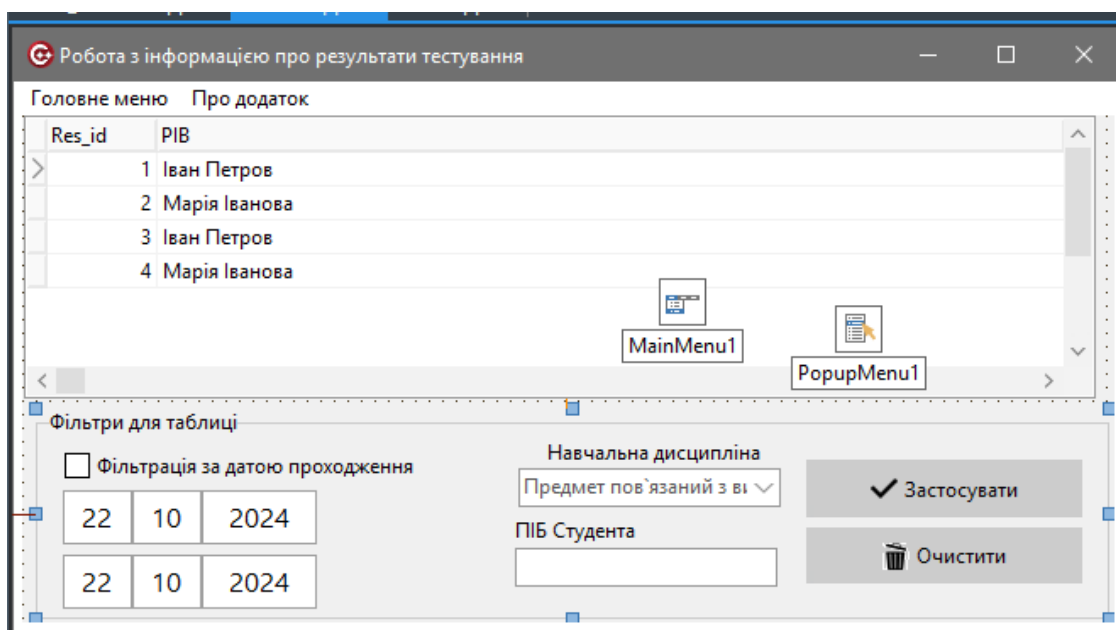 Робота з інформацією про результати тестування
Головне меню Про додаток
Res_id PIB
1 Іван Петров
2 Марія Іванова
3 Іван Петров
4 Марія Іванова
MainMenu1
PopupMenu1
Фільтри для таблиці
Фільтрація за датою проходження
22 10 2024
22 10 2024
Навчальна дисципліна
Предмет пов`язаний з
ПІБ Студента
Застосувати
Очистити